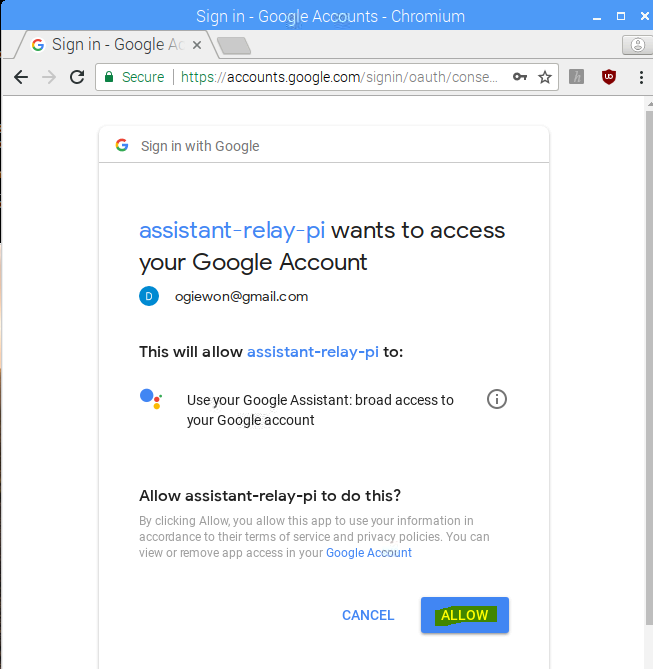 Sign in - Google Accounts - Chromium
Sign in - Google Ac
Secure
https://accounts.google.com/signin/oauth/conse...
Sign in with Google
assistant-relay-pi wants to access
your Google Account
D
ogiewon@gmail.com
This will allow assistant-relay-pi to:
Use your Google Assistant: broad access to
your Google account
Allow assistant-relay-pi to do this?
By clicking Allow, you allow this app to use your information in
accordance to their terms of service and privacy policies. You can
view or remove app access in your Google Account
CANCEL
ALLOW